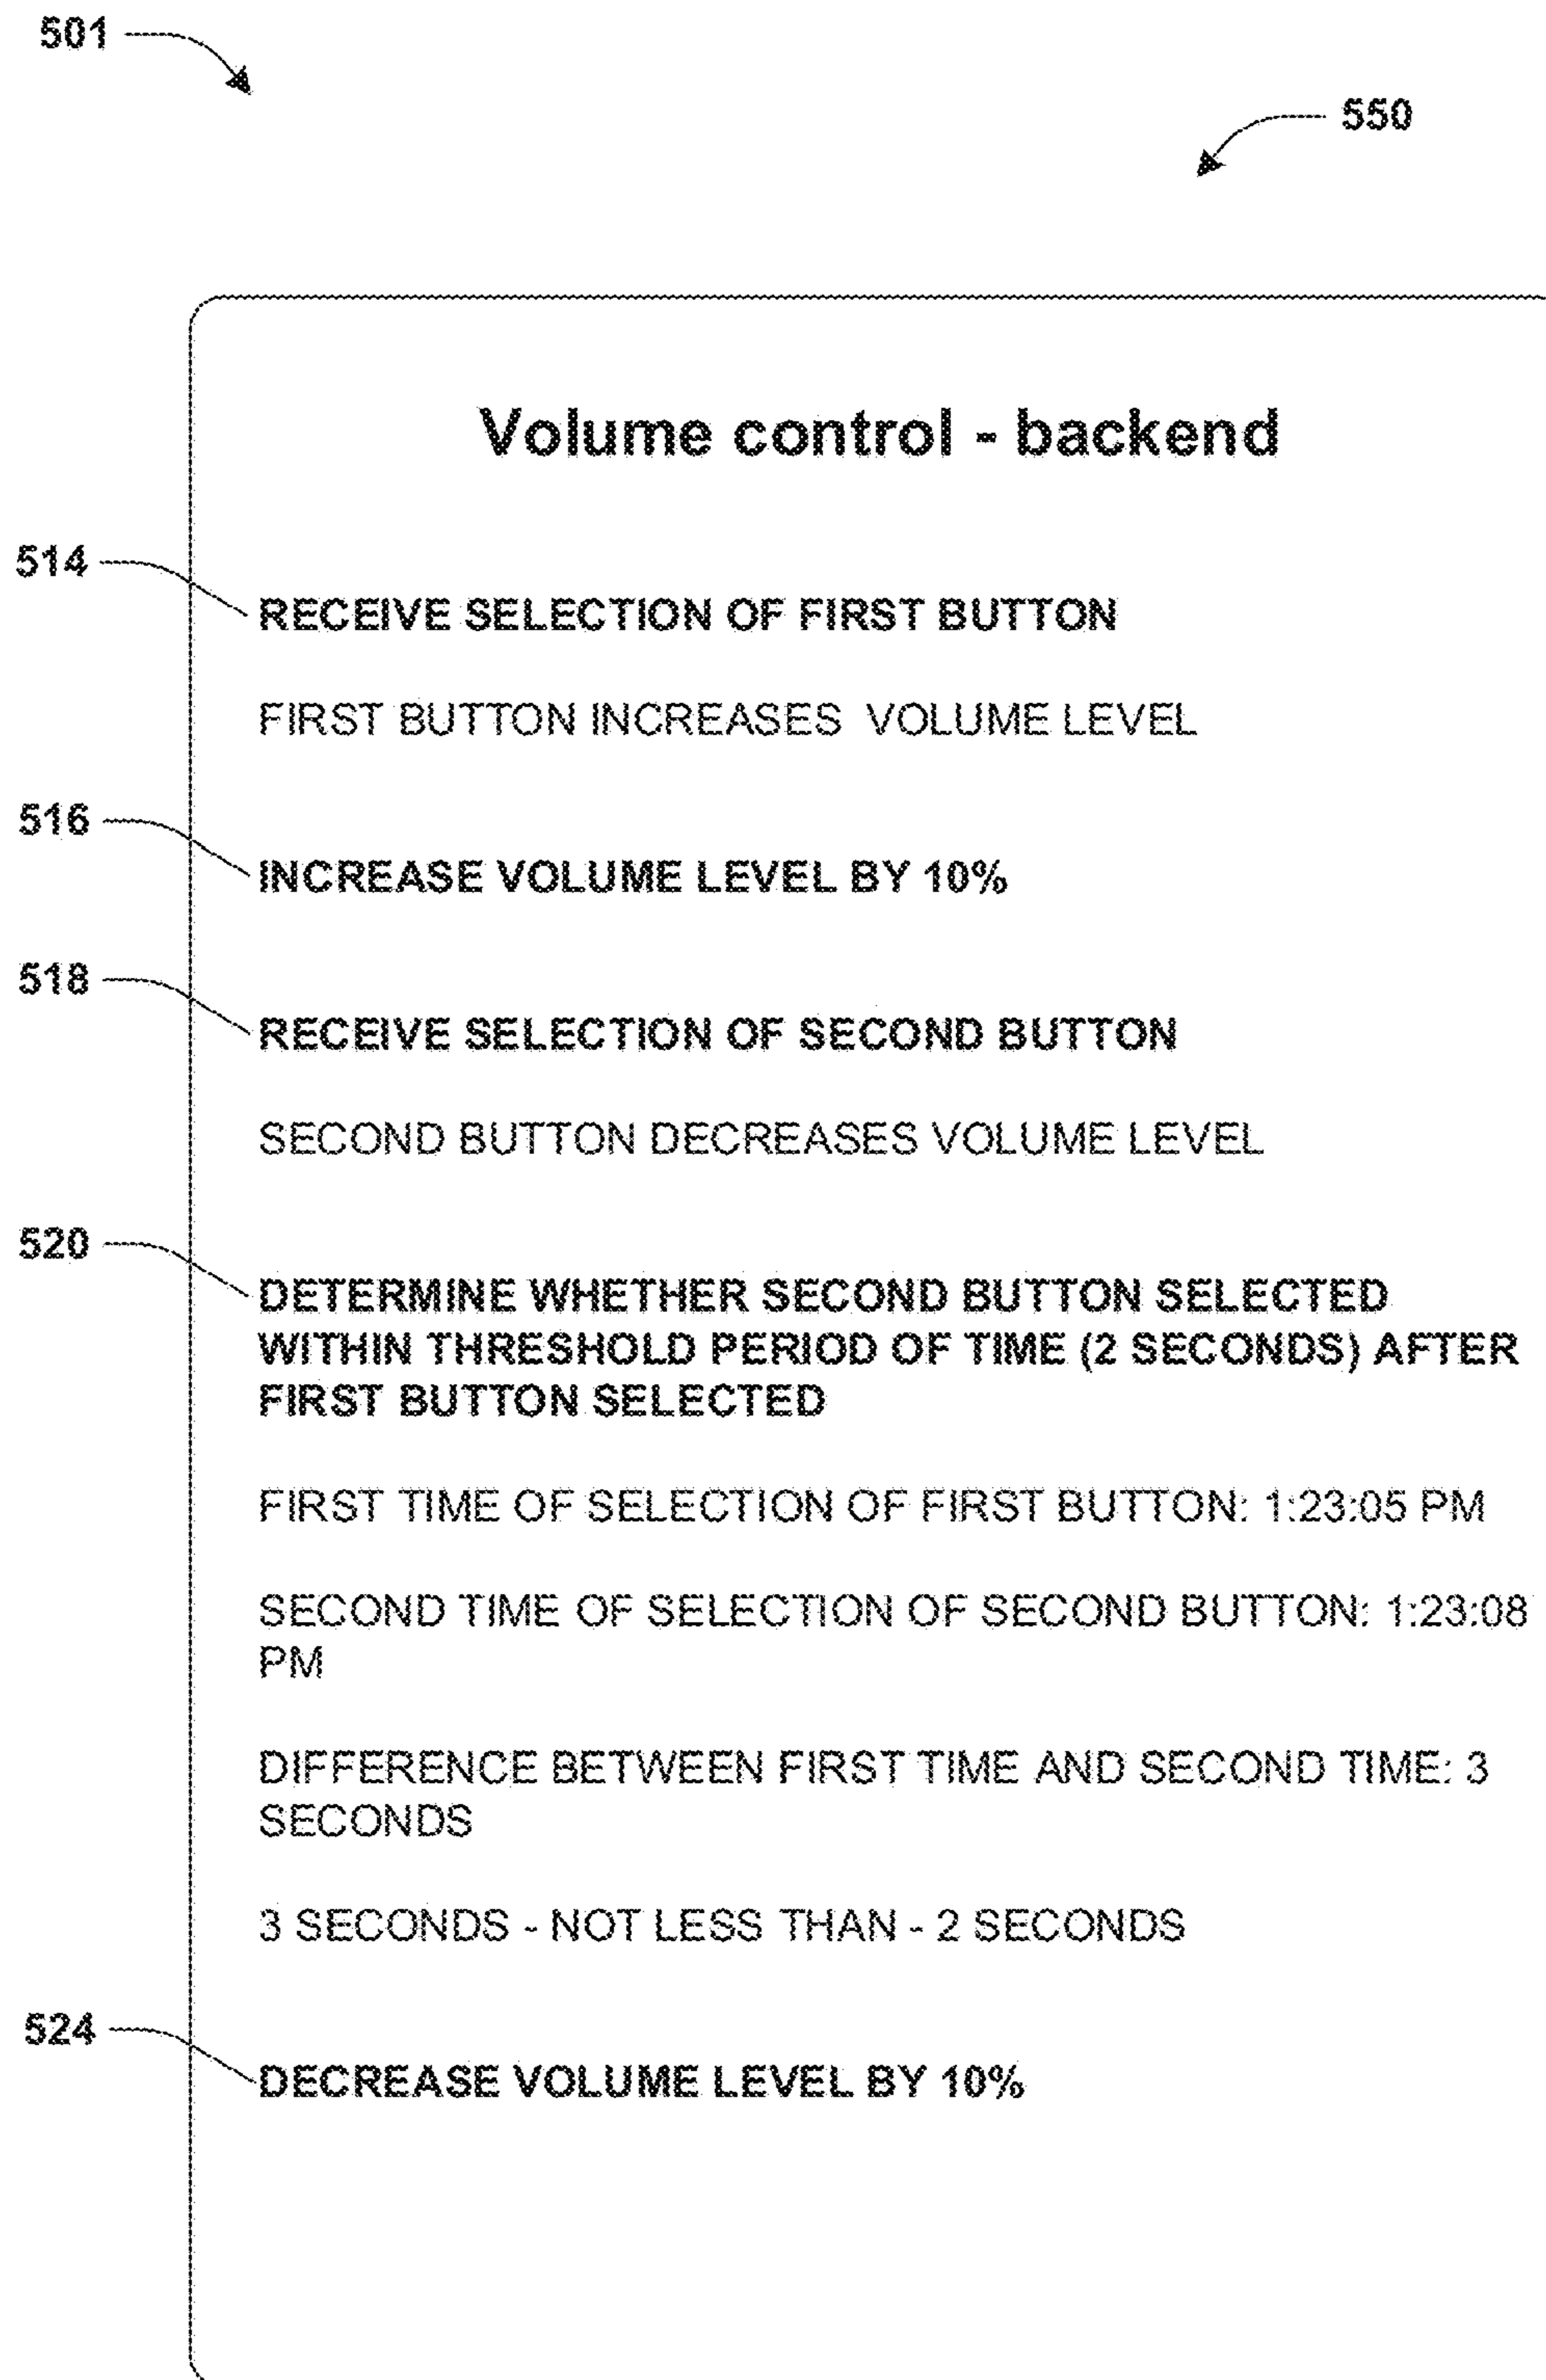 501
550
Volume control - backend
514
RECEIVE SELECTION OF FIRST BUTTON
FIRST BUTTON INCREASES VOLUME LEVEL
516
INCREASE VOLUME LEVEL BY 10%
518
RECEIVE SELECTION OF SECOND BUTTON
SECOND BUTTON DECREASES VOLUME LEVEL
520
DETERMINE WHETHER SECOND BUTTON SELECTED
WITHIN THRESHOLD PERIOD OF TIME (2 SECONDS) AFTER
FIRST BUTTON SELECTED
FIRST TIME OF SELECTION OF FIRST BUTTON: 1:23:05 PM
SECOND TIME OF SELECTION OF SECOND BUTTON: 1:23:08
PM
DIFFERENCE BETWEEN FIRST TIME AND SECOND TIME: 3
SECONDS
3 SECONDS - NOT LESS THAN - 2 SECONDS
524
DECREASE VOLUME LEVEL BY 10%